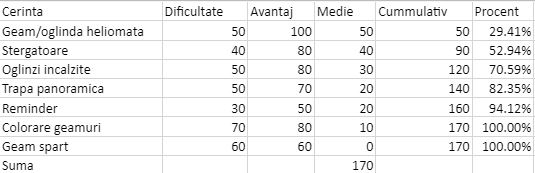 Cerinta Dificultate Avantaj Medie Cummulativ Procent
Geam/oglinda heliomata 50 100 50 50 29.41%
Stergatoare 40 80 40 90 52.94%
Oglinzi incalzite 50 80 30 120 70.59%
Trapa panoramica 50 70 20 140 82.35%
Reminder 30 50 20 160 94.12%
Colorare geamuri 70 80 10 170 100.00%
Geam spart 60 60 0 170 100.00%
Suma 170